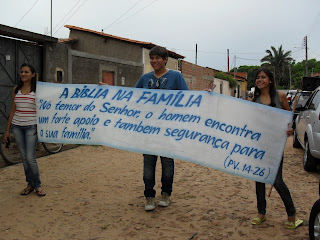 A BÍBLIA NA FAMÍLIA
"No temor do Senhor, o homem encontra
um forte apoio e também segurança para
a sua família."
(PV. 14-26)